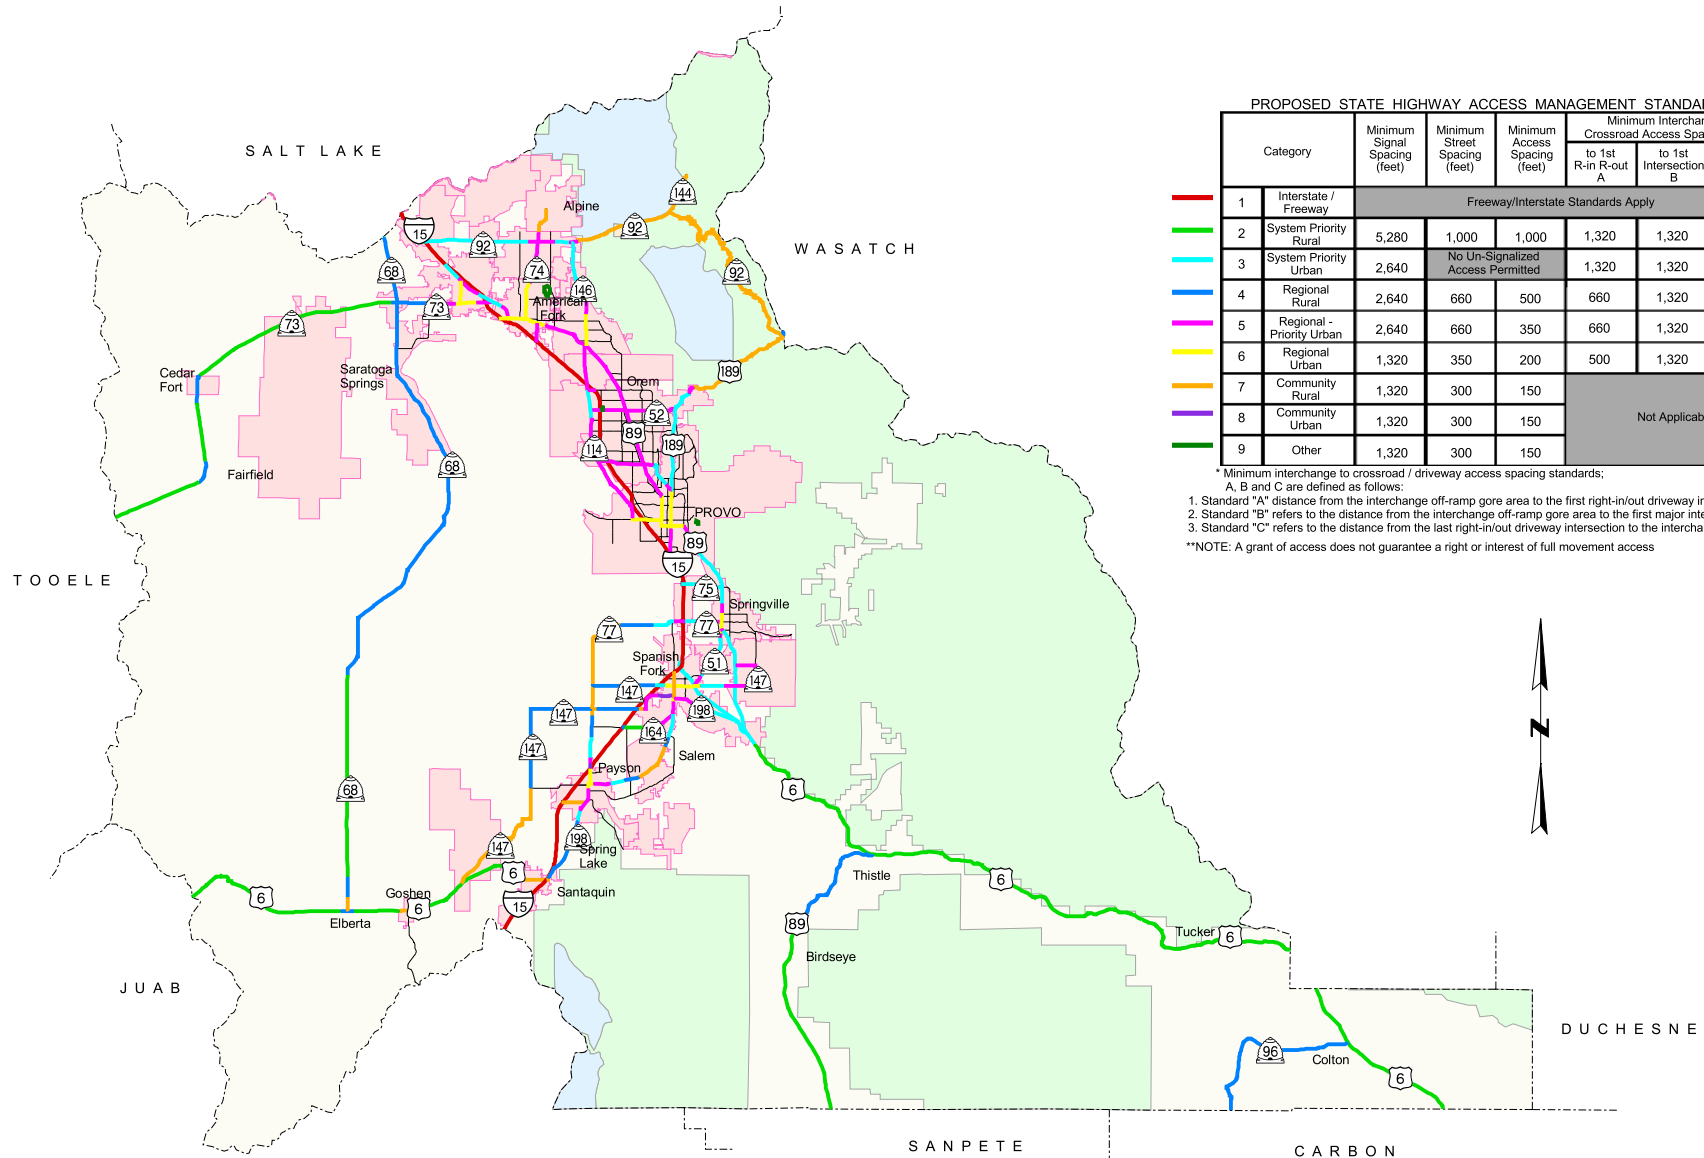 SALT LAKE
WASATCH
TOOELE
JUAB
SANPETE
CARBON
DUCHESNE
PROPOSED STATE HIGHWAY ACCESS MANAGEMENT STANDA
Category
Minimum Signal Spacing (feet)
Minimum Street Spacing (feet)
Minimum Access Spacing (feet)
Minimum Interchan
Crossroad Access Spa
to 1st R-in R-out A
to 1st Intersection B
1 Interstate / Freeway Freeway/Interstate Standards Apply
2 System Priority Rural 5,280 1,000 1,000 1,320 1,320
3 System Priority Urban 2,640 No Un-Signalized Access Permitted 1,320 1,320
4 Regional Rural 2,640 660 500 660 1,320
5 Regional - Priority Urban 2,640 660 350 660 1,320
6 Regional Urban 1,320 350 200 500 1,320
7 Community Rural 1,320 300 150
8 Community Urban 1,320 300 150 Not Applicab
9 Other 1,320 300 150
* Minimum interchange to crossroad / driveway access spacing standards;
A, B and C are defined as follows:
1. Standard "A" distance from the interchange off-ramp gore area to the first right-in/out driveway in
2. Standard "B" refers to the distance from the interchange off-ramp gore area to the first major inte
3. Standard "C" refers to the distance from the last right-in/out driveway intersection to the intercha
**NOTE: A grant of access does not guarantee a right or interest of full movement access
N
144
Alpine
15
92
92
68
74
92
146
73
American
Fork
73
Cedar
Fort
Saratoga
Springs
189
Orem
52
89
189
114
68
Fairfield
PROVO
89
15
75
Springville
77
77
Spanish
Fork
51
147
147
147
198
164
147
Salem
Payson
68
6
147
198
Spring
Lake
6
Thistle
6
Santaquin
6
Goshen
6
15
Elberta
89
Birdseye
Tucker
6
96
Colton
6